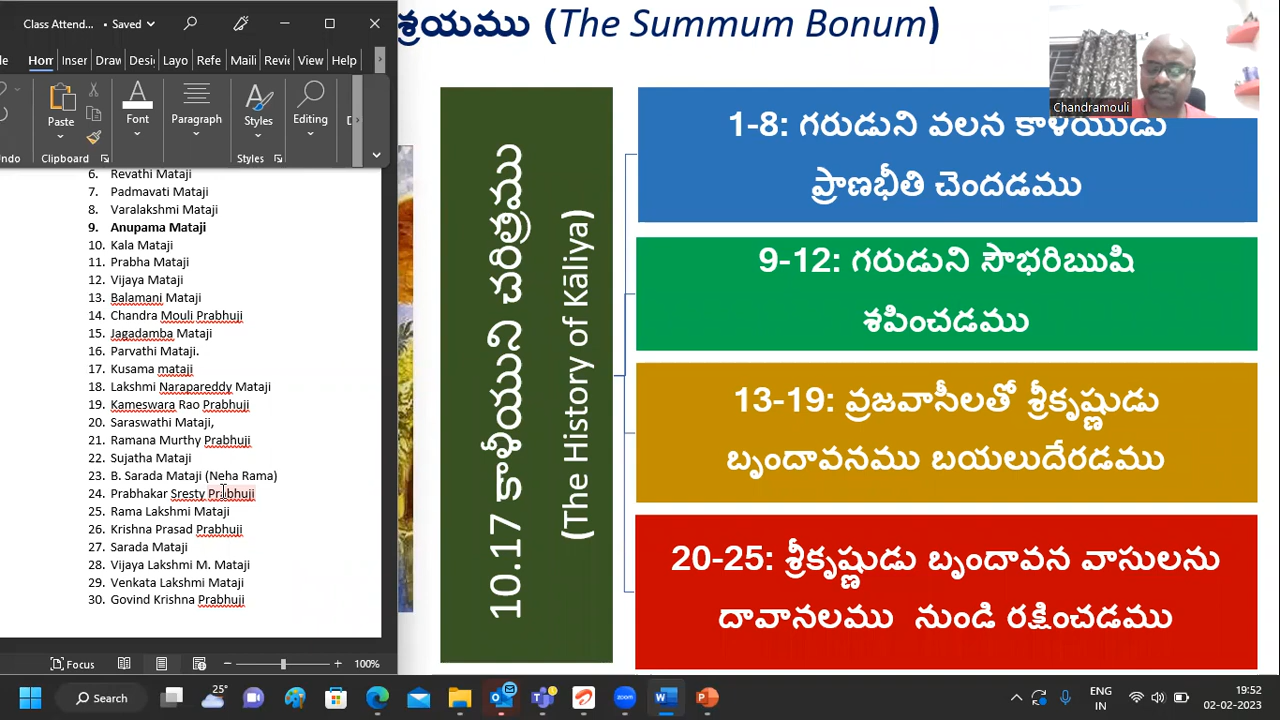 Class Attend... • Saved
Hom Inser Draw Desig Layo Refe Maili Revie View Help
Paste
Font
Paragraph
Styles
Editing
Undo
Clipboard
Styles
6. Revathi Mataji
7. Padmavati Mataji
8. Varalakshmi Mataji
9. Anupama Mataji
10. Kala Mataji
11. Prabha Mataji
12. Vijaya Mataji
13. Balamani Mataji
14. Chandra Mouli Prabhuji
15. Jagadamba Mataji
16. Parvathi Mataji.
17. Kusama mataji
18. Lakshmi Narapareddy Mataji
19. Kameswara Rao Prabhuji
20. Saraswathi Mataji,
21. Ramana Murthy Prabhuji
22. Sujatha Mataji
23. B. Sarada Mataji (Neha Rama)
24. Prabhakar Sresty Prabhuji
25. Rama Lakshmi Mataji
26. Krishna Prasad Prabhuji
27. Sarada Mataji
28. Vijaya Lakshmi M. Mataji
29. Venkata Lakshmi Mataji
30. Govind Krishna Prabhuji
Focus
100%
శ్రయము (The Summum Bonum)
Chandramouli
10.17 కాళీయుని చరిత్రము
(The History of Kāliya)
1-8: గరుడుని వలన కాళియుడు
ప్రాణభీతి చెందడము
9-12: గరుడుని సౌభరిఋషి
శపించడము
13-19: వ్రజవాసీలతో శ్రీకృష్ణుడు
బృందావనము బయలుదేరడము
20-25: శ్రీకృష్ణుడు బృందావన వాసులను
దావానలము నుండి రక్షించడము
Search
25°
ENG
IN
19:52
02-02-2023